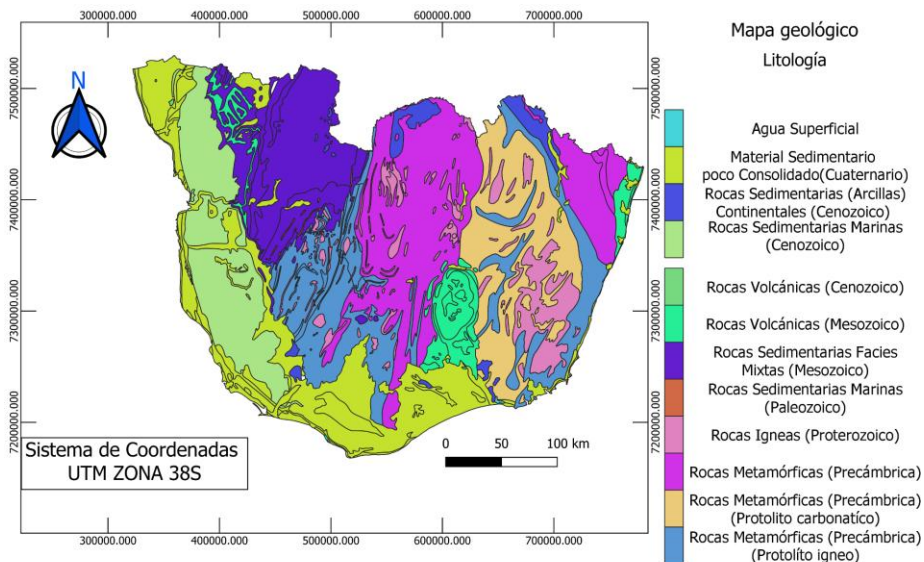 300000.000 400000.000 500000.000 600000.000 700000.000
7500000.000
7400000.000
7300000.000
7200000.000
N
7500000.000
7400000.000
7300000.000
7200000.000
Sistema de Coordenadas
UTM ZONA 38S
0 50 100 km
300000.000 400000.000 500000.000 600000.000 700000.000
Mapa geológico
Litología
Agua Superficial
Material Sedimentario
poco Consolidado(Cuaternario)
Rocas Sedimentarias (Arcillas)
Continentales (Cenozoico)
Rocas Sedimentarias Marinas
(Cenozoico)
Rocas Volcánicas (Cenozoico)
Rocas Volcánicas (Mesozoico)
Rocas Sedimentarias Facies
Mixtas (Mesozoico)
Rocas Sedimentarias Marinas
(Paleozoico)
Rocas Igneas (Proterozoico)
Rocas Metamórficas (Precámbrica)
Rocas Metamórficas (Precámbrica)
(Protolito carbonatíco)
Rocas Metamórficas (Precámbrica)
(Protolíto igneo)